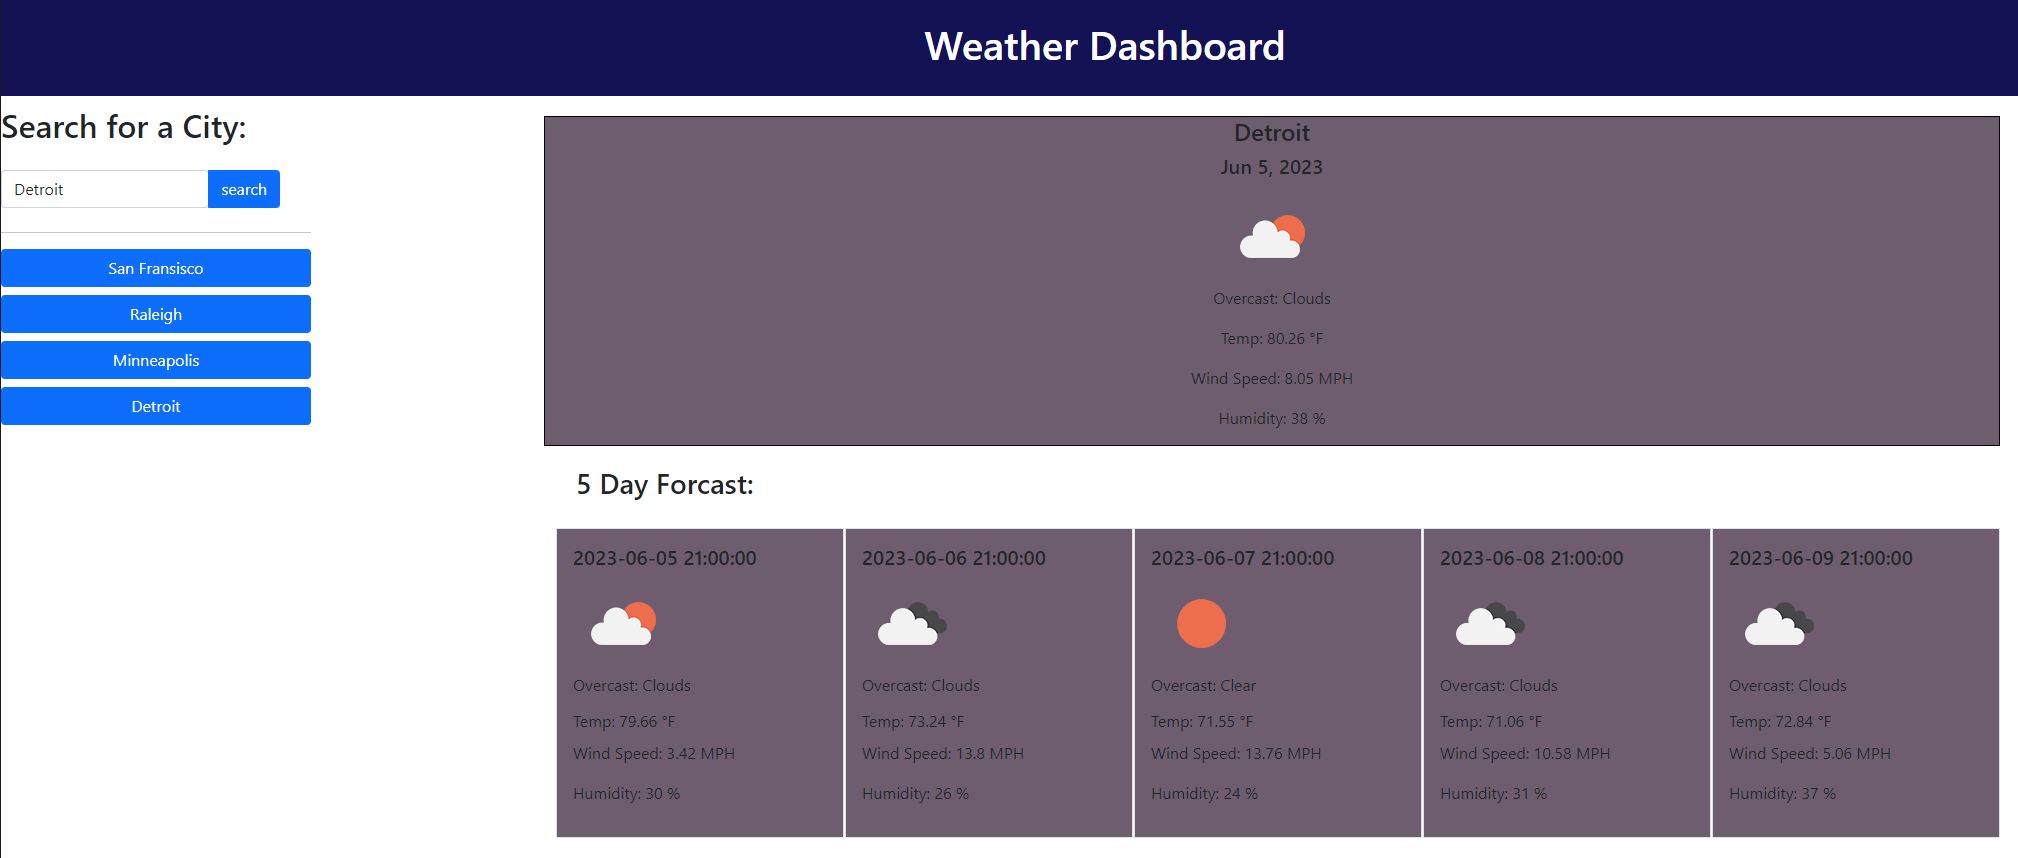 Weather Dashboard
Search for a City:
Detroit
search
San Fransisco
Raleigh
Minneapolis
Detroit
Detroit
Jun 5, 2023
Overcast: Clouds
Temp: 80.26 °F
Wind Speed: 8.05 MPH
Humidity: 38 %
5 Day Forcast:
2023-06-05 21:00:00
Overcast: Clouds
Temp: 79.66 °F
Wind Speed: 3.42 MPH
Humidity: 30 %
2023-06-06 21:00:00
Overcast: Clouds
Temp: 73.24 °F
Wind Speed: 13.8 MPH
Humidity: 26 %
2023-06-07 21:00:00
Overcast: Clear
Temp: 71.55 °F
Wind Speed: 13.76 MPH
Humidity: 24 %
2023-06-08 21:00:00
Overcast: Clouds
Temp: 71.06 °F
Wind Speed: 10.58 MPH
Humidity: 31 %
2023-06-09 21:00:00
Overcast: Clouds
Temp: 72.84 °F
Wind Speed: 5.06 MPH
Humidity: 37 %